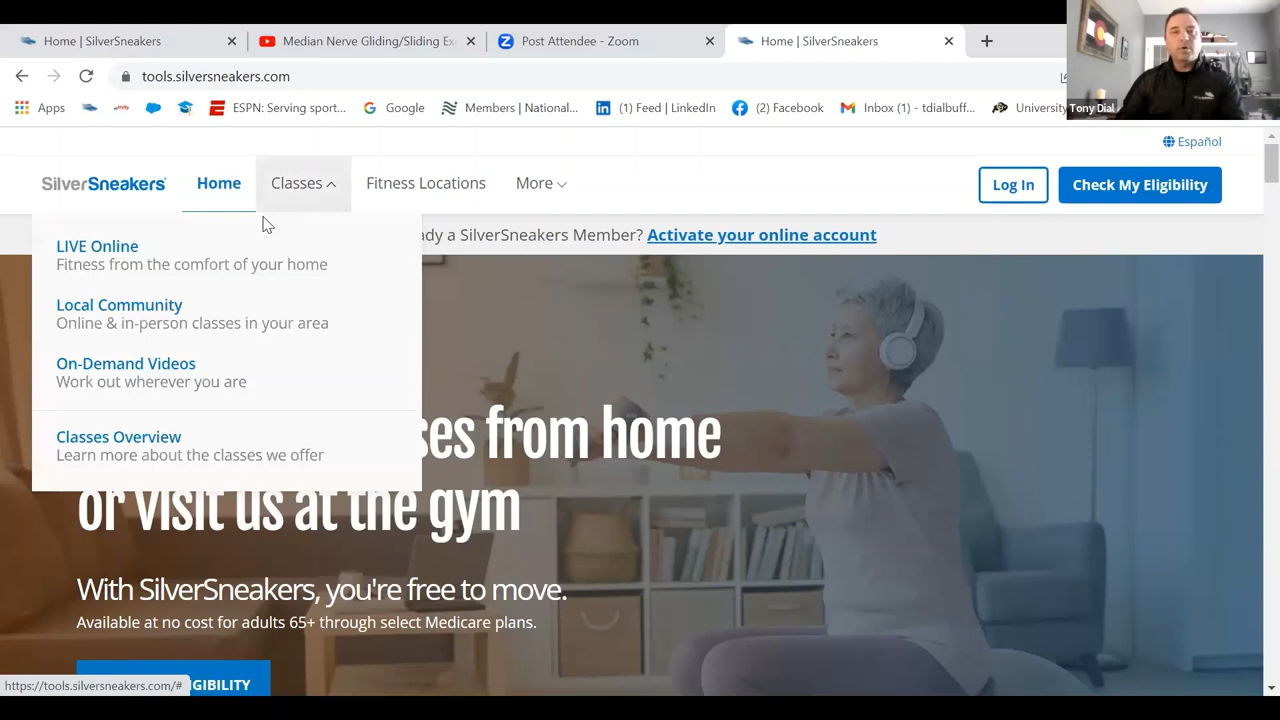 Home | SilverSneakers
Median Nerve Gliding/Sliding Ex
Post Attendee - Zoom
Home | SilverSneakers
tools.silversneakers.com
Apps
ESPN: Serving sport...
Google
Members | National...
(1) Feed | LinkedIn
(2) Facebook
Inbox (1) - tdialbuff...
University
Tony Dial
Español
SilverSneakers
Home
Classes
Fitness Locations
More
Log In
Check My Eligibility
ady a SilverSneakers Member? Activate your online account
LIVE Online
Fitness from the comfort of your home
Local Community
Online & in-person classes in your area
On-Demand Videos
Work out wherever you are
Classes Overview
Learn more about the classes we offer
ses from home
or visit us at the gym
With SilverSneakers, you're free to move.
Available at no cost for adults 65+ through select Medicare plans.
IGIBILITY
https://tools.silversneakers.com/#